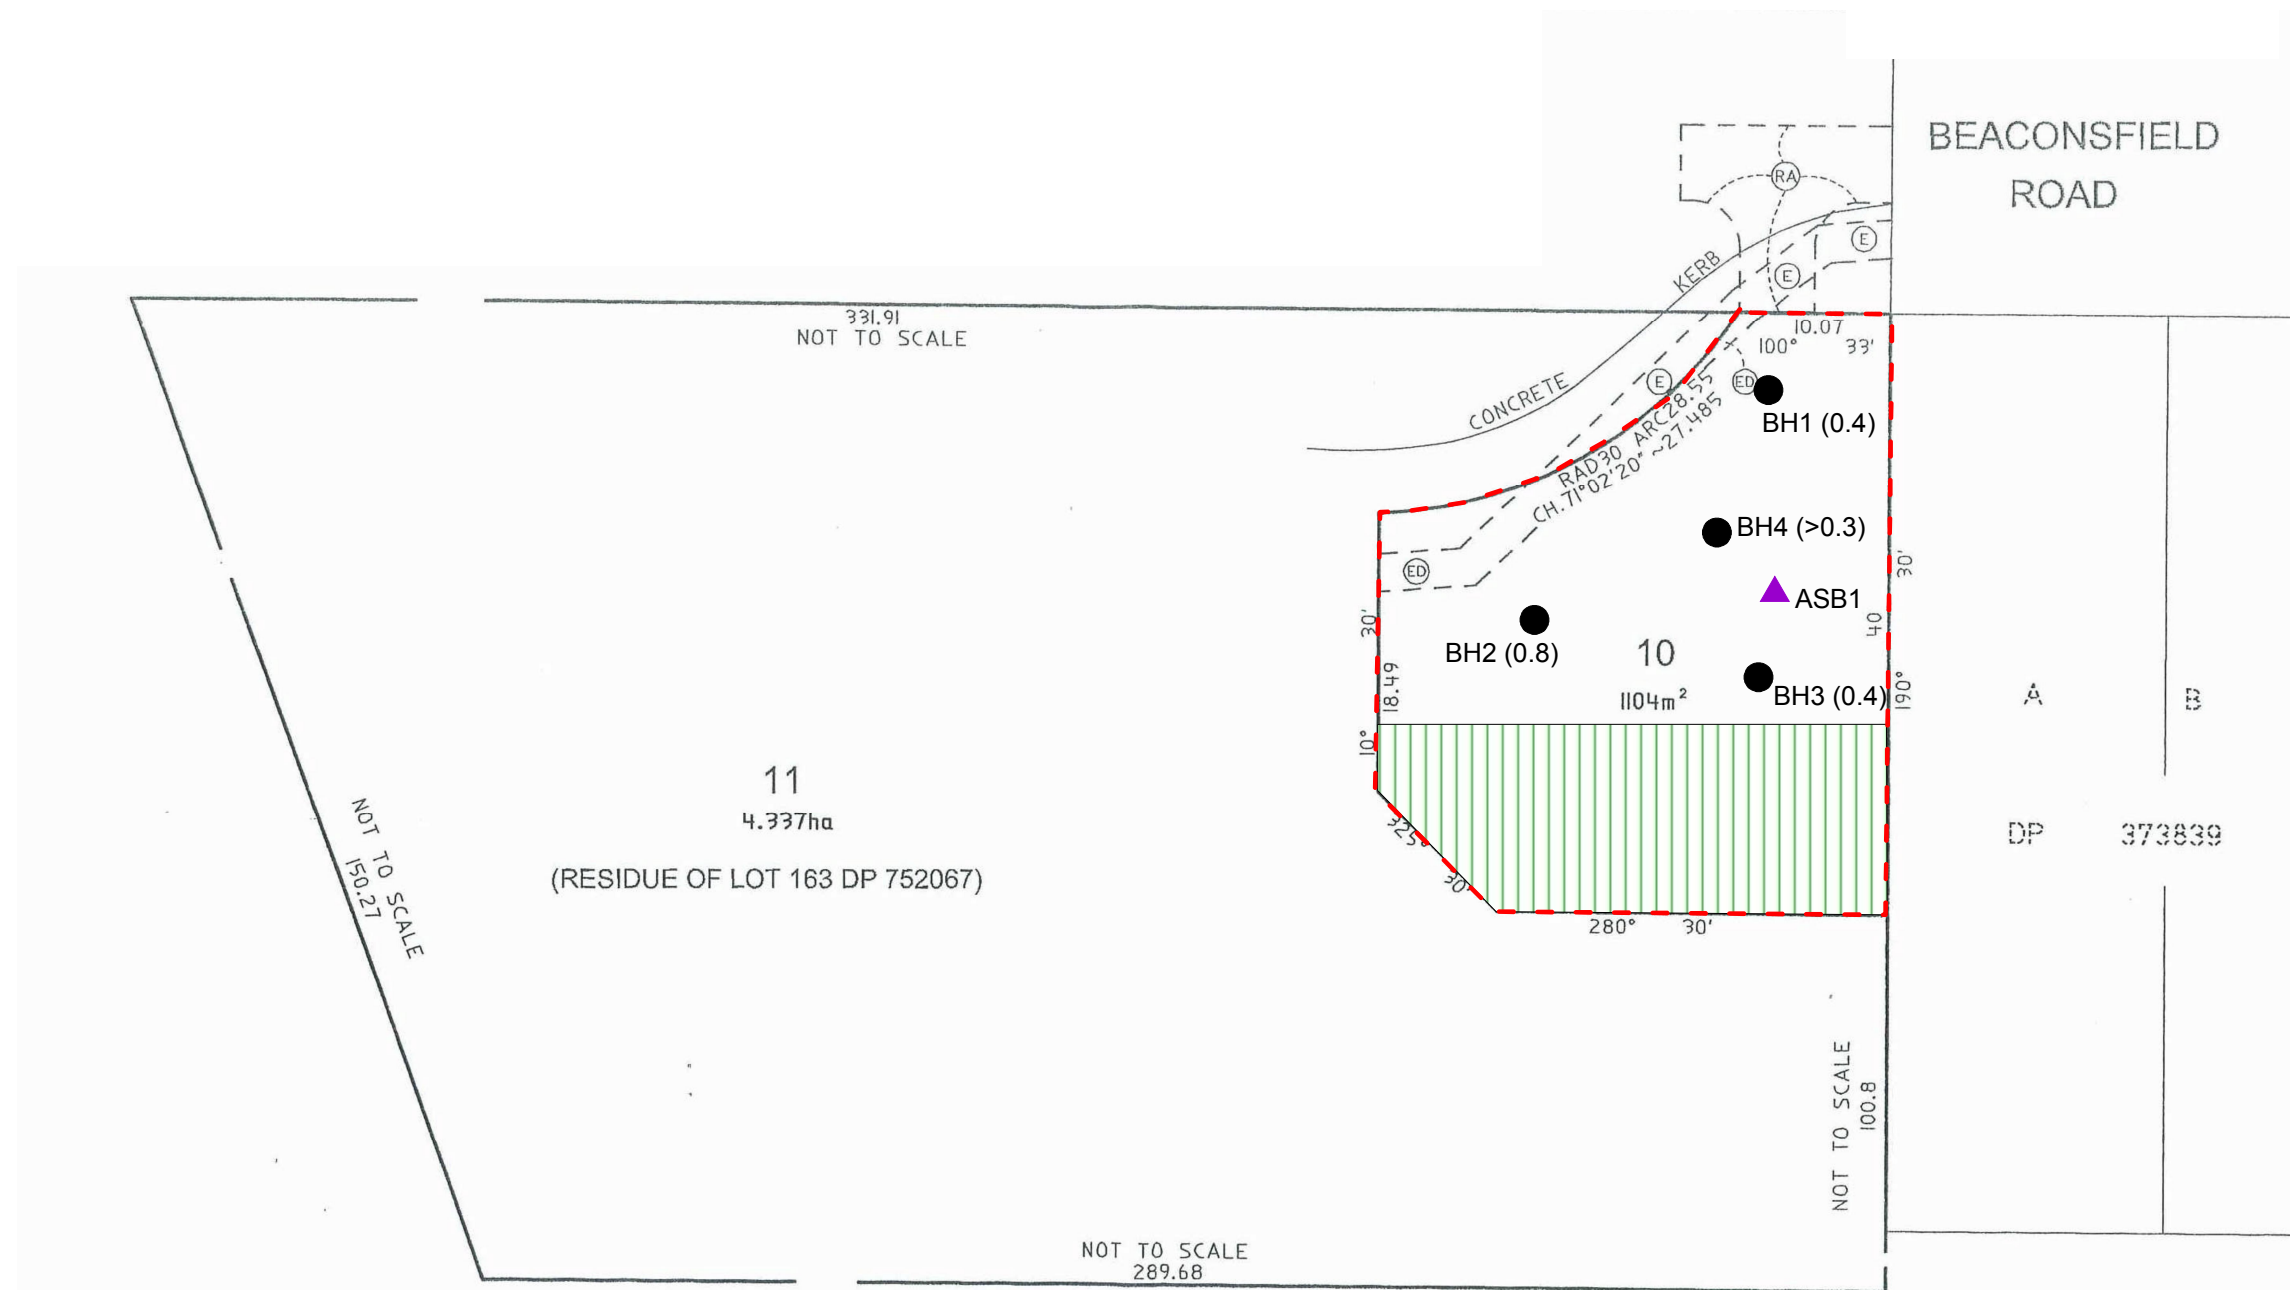 BEACONSFIELD
ROAD
RA
E
E
KERB
331.91
NOT TO SCALE
10.07
100° 33'
CONCRETE
E
ED
RAD30 ARC28.55
CH.71°02'20" ~27.485
BH1 (0.4)
BH4 (>0.3)
ED
ASB1
30'
40
190°
30'
18.49
10°
BH2 (0.8)
10
1104m²
BH3 (0.4)
A
B
DP 373839
11
4.337ha
(RESIDUE OF LOT 163 DP 752067)
NOT TO SCALE
150.27
325°
30'
280° 30'
NOT TO SCALE
100.8
NOT TO SCALE
289.68